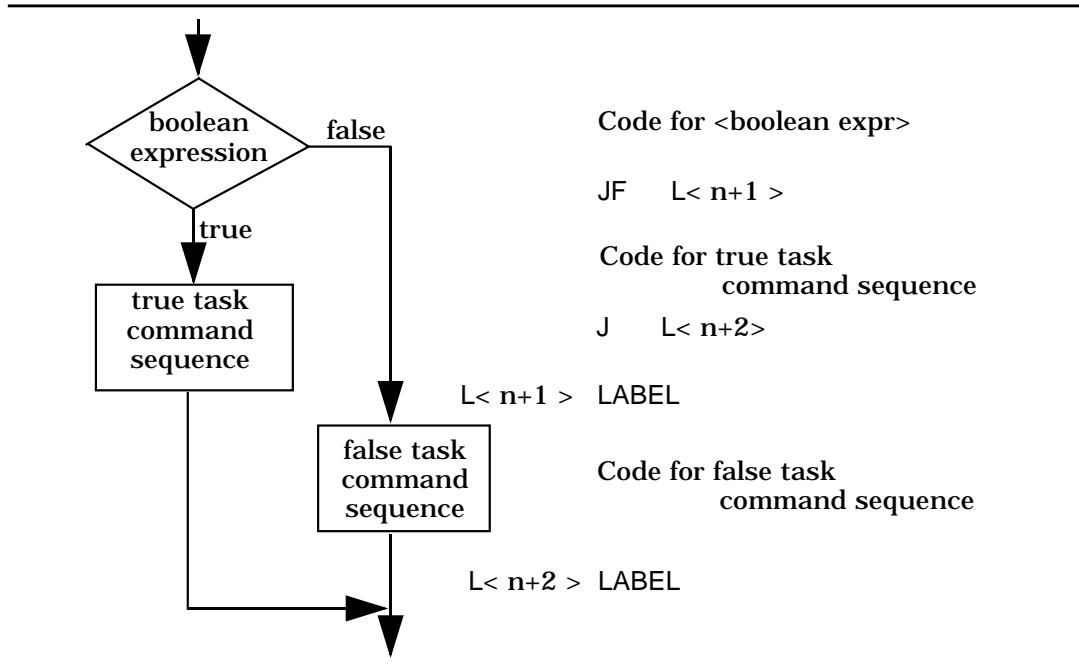 boolean
expression
false
true
true task
command
sequence
false task
command
sequence
Code for <boolean expr>
JF L< n+1 >
Code for true task
command sequence
J L< n+2>
L< n+1 > LABEL
Code for false task
command sequence
L< n+2 > LABEL